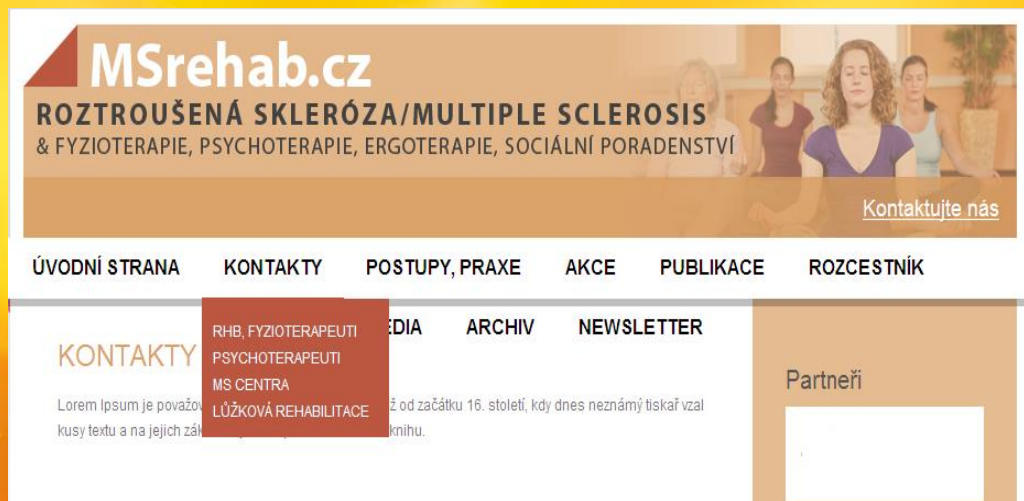 MSrehab.cz
ROZTROUŠENÁ SKLERÓZA/MULTIPLE SCLEROSIS
& FYZIOTERAPIE, PSYCHOTERAPIE, ERGOTERAPIE, SOCIÁLNÍ PORADENSTVÍ
Kontaktujte nás
ÚVODNÍ STRANA KONTAKTY POSTUPY, PRAXE AKCE PUBLIKACE ROZCESTNÍK
EDIA ARCHIV NEWSLETTER
RHB, FYZIOTERAPEUTI
PSYCHOTERAPEUTI
MS CENTRA
LŮŽKOVÁ REHABILITACE
KONTAKTY
Lorem Ipsum je považov ž od začátku 16. století, kdy dnes neznámý tiskař vzal
kusy textu a na jejich zák knihu.
Partneři